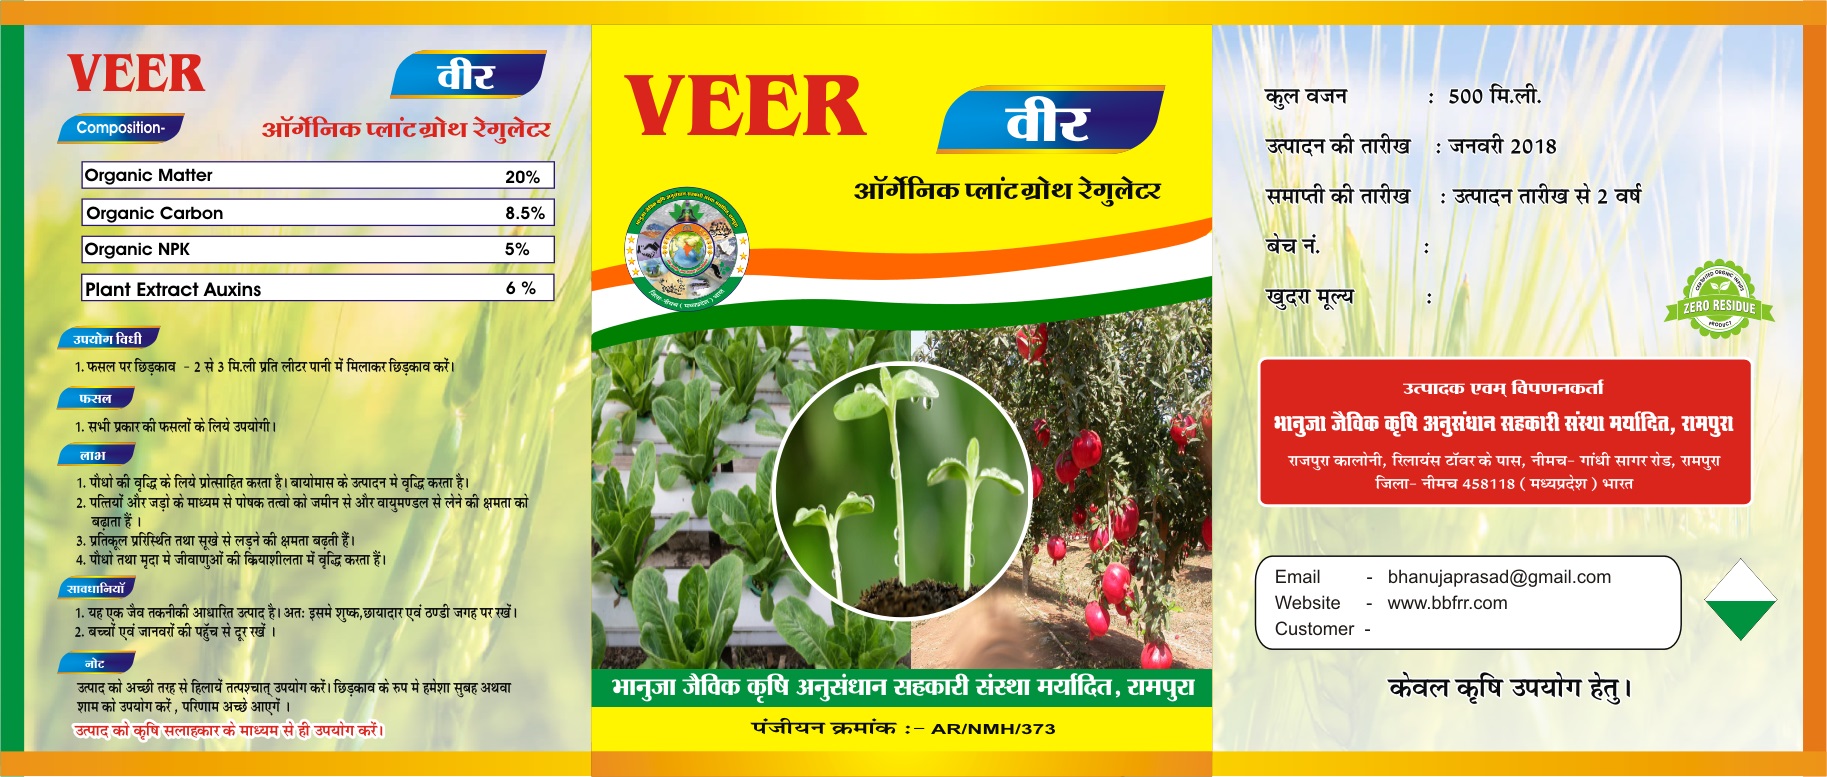 VEER
वीर
Composition-
ऑर्गेनिक प्लांट ग्रोथ रेगुलेटर
Organic Matter 20%
Organic Carbon 8.5%
Organic NPK 5%
Plant Extract Auxins 6 %
उपयोग विधी
1. फसल पर छिड़काव - 2 से 3 मि.ली प्रति लीटर पानी में मिलाकर छिड़काव करें।
फसल
1. सभी प्रकार की फसलों के लिये उपयोगी।
लाभ
1. पौधो की वृद्धि के लिये प्रोत्साहित करता है। बायोमास के उत्पादन मे वृद्धि करता है।
2. पत्तियों और जड़ो के माध्यम से पोषक तत्वो को जमीन से और वायुमण्डल से लेने की क्षमता को
बढ़ाता हैं ।
3. प्रतिकूल प्ररिस्थिति तथा सूखे से लड़ने की क्षमता बढ़ती हैं।
4. पौधो तथा मृदा मे जीवाणुओं की क्रियाशीलता में वृद्धि करता हैं।
सावधानियाँ
1. यह एक जैव तकनीकी आधारित उत्पाद है। अतः इसमे शुष्क,छायादार एवं ठण्डी जगह पर रखें।
2. बच्चों एवं जानवरों की पहुँच से दूर रखें ।
नोट
उत्पाद को अच्छी तरह से हिलायें तत्पश्चात् उपयोग करें। छिड़काव के रुप मे हमेशा सुबह अथवा
शाम को उपयोग करें , परिणाम अच्छे आएगें ।
उत्पाद को कृषि सलाहकार के माध्यम से ही उपयोग करें।
VEER
वीर
ऑर्गेनिक प्लांट ग्रोथ रेगुलेटर
भानुजा जैविक कृषि अनुसंधान सहकारी संस्था मर्यादित, रामपुरा
पंजीयन क्रमांक :- AR/NMH/373
कुल वजन : 500 मि.ली.
उत्पादन की तारीख : जनवरी 2018
समाप्ती की तारीख : उत्पादन तारीख से 2 वर्ष
बेच नं. :
खुदरा मूल्य :
CERTIFIED ORGANIC INPUTS
ZERO RESIDUE
PRODUCT
उत्पादक एवम् विपणनकर्ता
भानुजा जैविक कृषि अनुसंधान सहकारी संस्था मर्यादित, रामपुरा
राजपुरा कालोनी, रिलायंस टॉवर के पास, नीमच- गांधी सागर रोड, रामपुरा
जिला- नीमच 458118 ( मध्यप्रदेश ) भारत
Email - bhanujaprasad@gmail.com
Website - www.bbfrr.com
Customer -
केवल कृषि उपयोग हेतु।